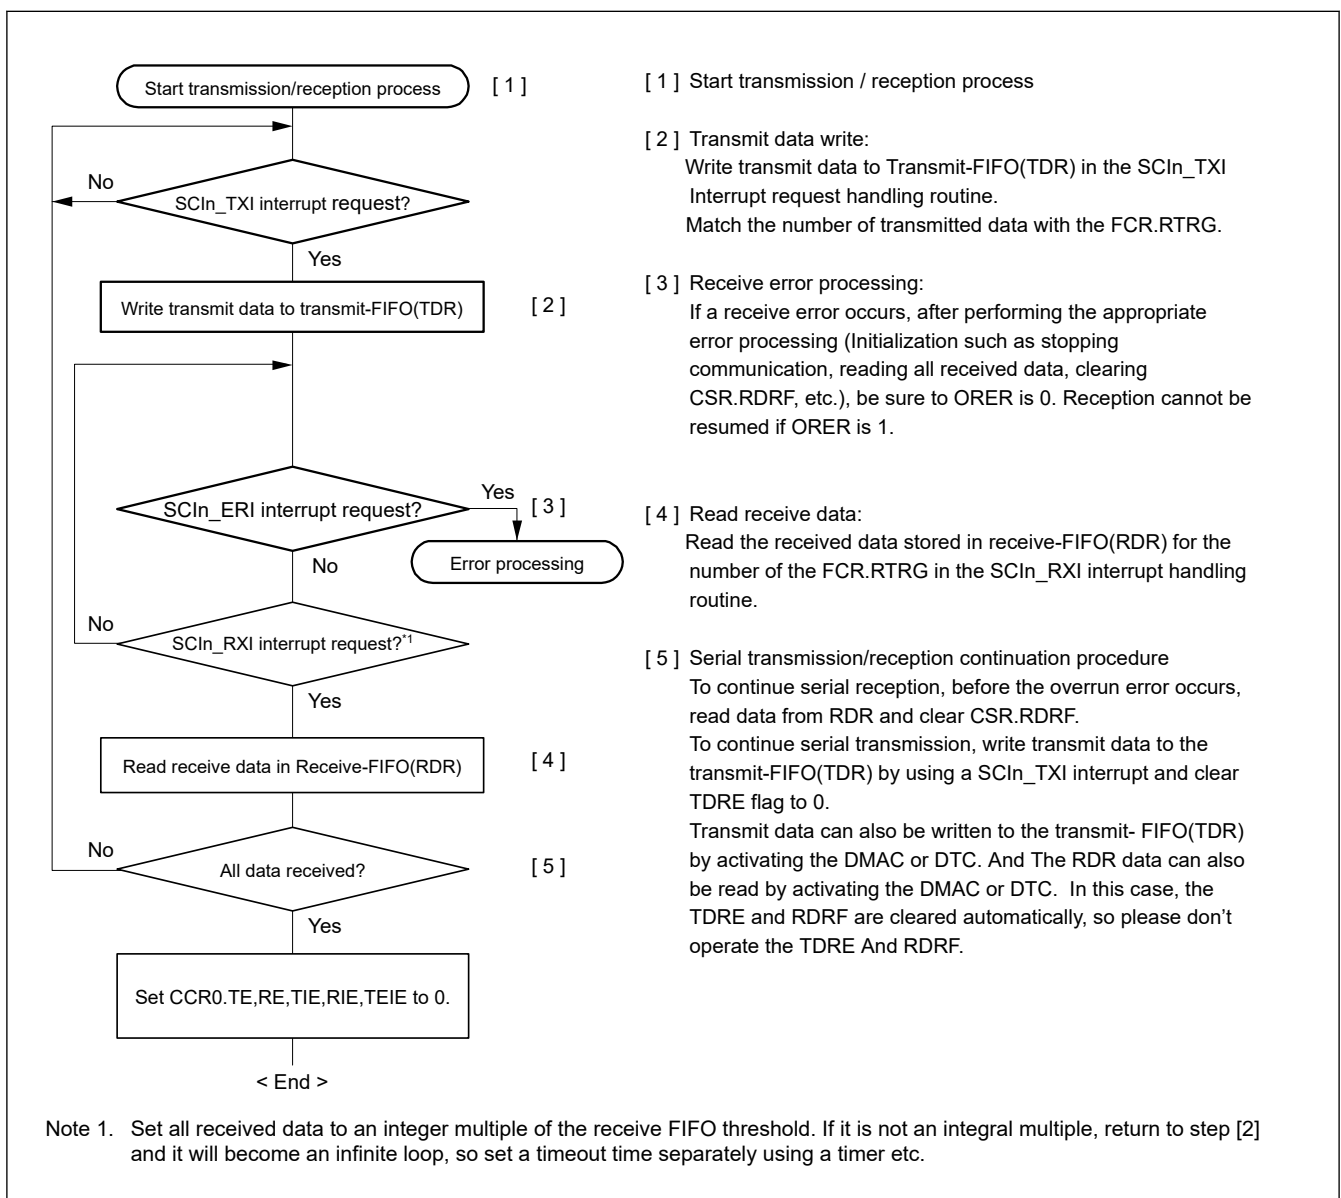 Start transmission/reception process
[ 1 ]
No
SCIn_TXI interrupt request?
Yes
Write transmit data to transmit-FIFO(TDR)
[ 2 ]
SCIn_ERI interrupt request?
Yes
[ 3 ]
Error processing
No
No
SCIn_RXI interrupt request?*1
Yes
Read receive data in Receive-FIFO(RDR)
[ 4 ]
No
All data received?
[ 5 ]
Yes
Set CCR0.TE,RE,TIE,RIE,TEIE to 0.
< End >
[ 1 ] Start transmission / reception process
[ 2 ] Transmit data write:
Write transmit data to Transmit-FIFO(TDR) in the SCIn_TXI
Interrupt request handling routine.
Match the number of transmitted data with the FCR.RTRG.
[ 3 ] Receive error processing:
If a receive error occurs, after performing the appropriate
error processing (Initialization such as stopping
communication, reading all received data, clearing
CSR.RDRF, etc.), be sure to ORER is 0. Reception cannot be
resumed if ORER is 1.
[ 4 ] Read receive data:
Read the received data stored in receive-FIFO(RDR) for the
number of the FCR.RTRG in the SCIn_RXI interrupt handling
routine.
[ 5 ] Serial transmission/reception continuation procedure
To continue serial reception, before the overrun error occurs,
read data from RDR and clear CSR.RDRF.
To continue serial transmission, write transmit data to the
transmit-FIFO(TDR) by using a SCIn_TXI interrupt and clear
TDRE flag to 0.
Transmit data can also be written to the transmit- FIFO(TDR)
by activating the DMAC or DTC. And The RDR data can also
be read by activating the DMAC or DTC.  In this case, the
TDRE and RDRF are cleared automatically, so please don't
operate the TDRE And RDRF.
Note 1. Set all received data to an integer multiple of the receive FIFO threshold. If it is not an integral multiple, return to step [2]
and it will become an infinite loop, so set a timeout time separately using a timer etc.